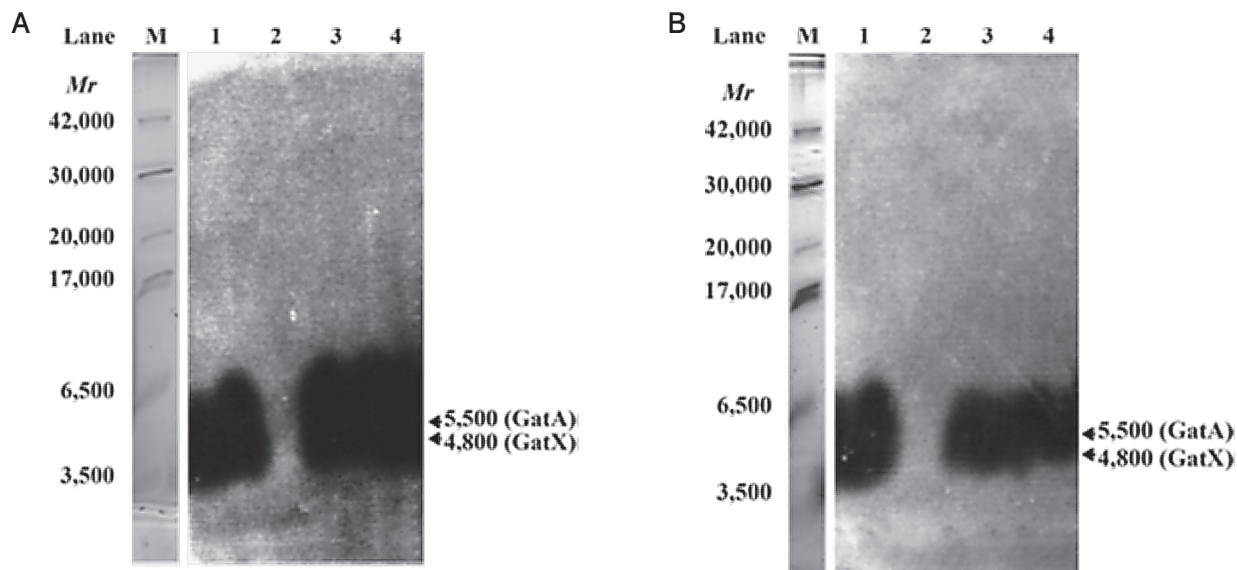 A
Lane M 1 2 3 4
Mr
42,000
30,000
20,000
17,000
6,500
5,500 (GatA)
4,800 (GatX)
3,500
B
Lane M 1 2 3 4
Mr
42,000
30,000
20,000
17,000
6,500
5,500 (GatA)
4,800 (GatX)
3,500